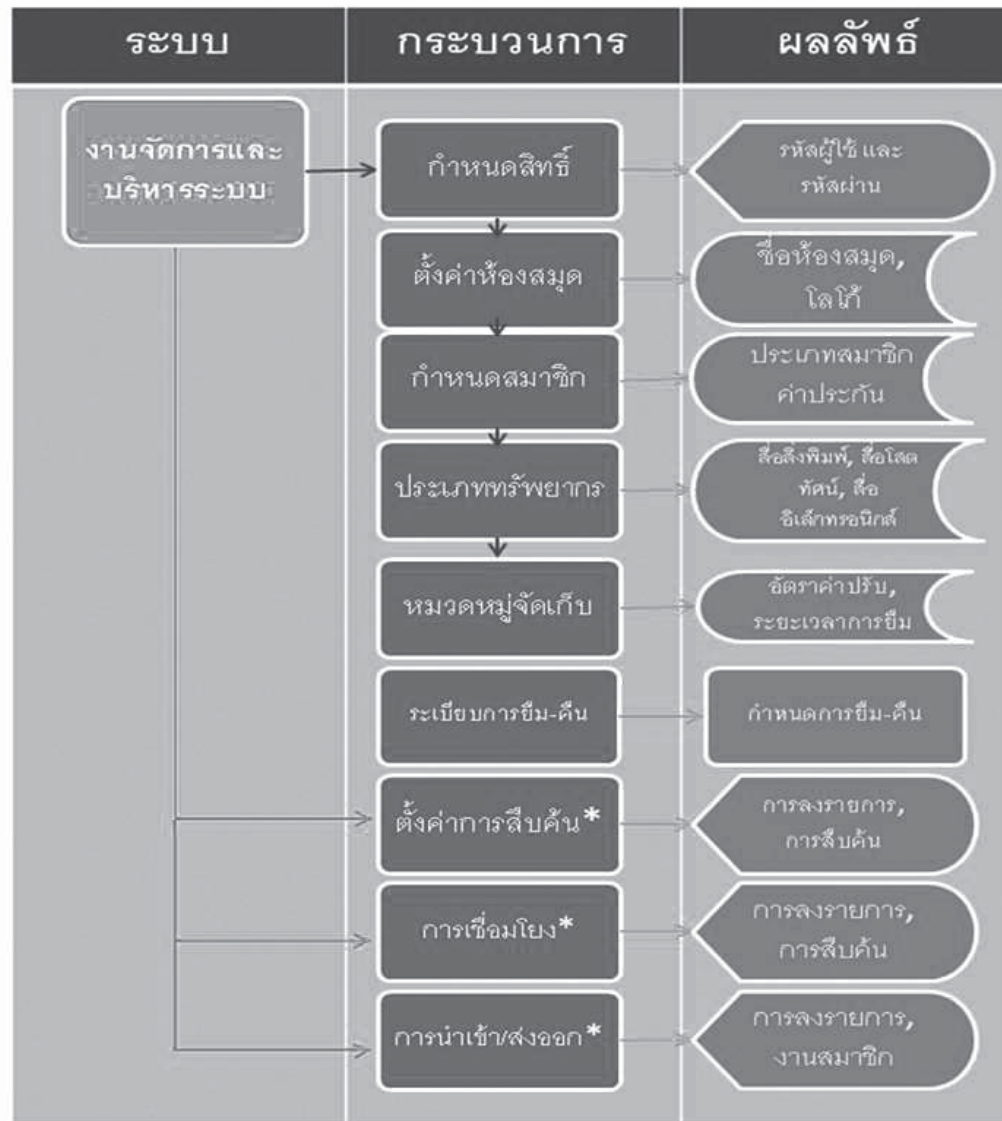 ระบบ
กระบวนการ
ผลลัพธ์
งานจัดการและ
บริหารระบบ
กำหนดสิทธิ์
รหัสผู้ใช้ และ
รหัสผ่าน
ตั้งค่าห้องสมุด
ชื่อห้องสมุด,
โลโก้
กำหนดสมาชิก
ประเภทสมาชิก
ค่าประกัน
ประเภททรัพยากร
สื่อสิ่งพิมพ์, สื่อโสต
ทัศน์, สื่อ
อิเล็กทรอนิกส์
หมวดหมู่จัดเก็บ
อัตราค่าปรับ,
ระยะเวลาการยืม
ระเบียบการยืม-คืน
กำหนดการยืม-คืน
ตั้งค่าการสืบค้น*
การลงรายการ,
การสืบค้น
การเชื่อมโยง*
การลงรายการ,
การสืบค้น
การนำเข้า/ส่งออก*
การลงรายการ,
งานสมาชิก